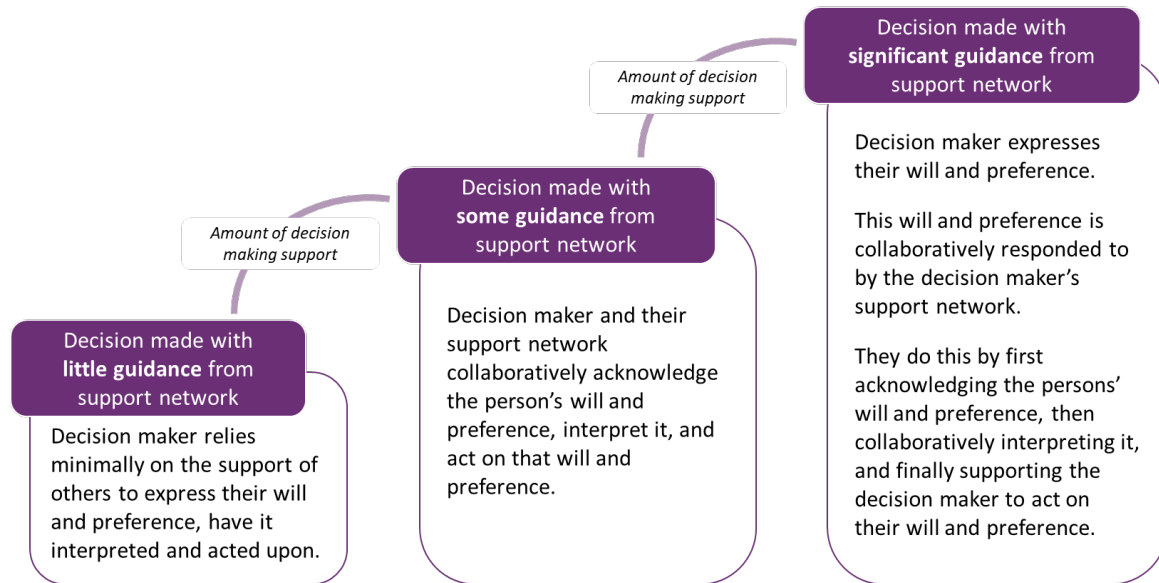 Decision made with
little guidance from
support network
Decision maker relies
minimally on the support of
others to express their will
and preference, have it
interpreted and acted upon.
Amount of decision
making support
Decision made with
some guidance from
support network
Decision maker and their
support network
collaboratively acknowledge
the person's will and
preference, interpret it, and
act on that will and
preference.
Amount of decision
making support
Decision made with
significant guidance from
support network
Decision maker expresses
their will and preference.
This will and preference is
collaboratively responded to
by the decision maker's
support network.
They do this by first
acknowledging the persons'
will and preference, then
collaboratively interpreting it,
and finally supporting the
decision maker to act on
their will and preference.